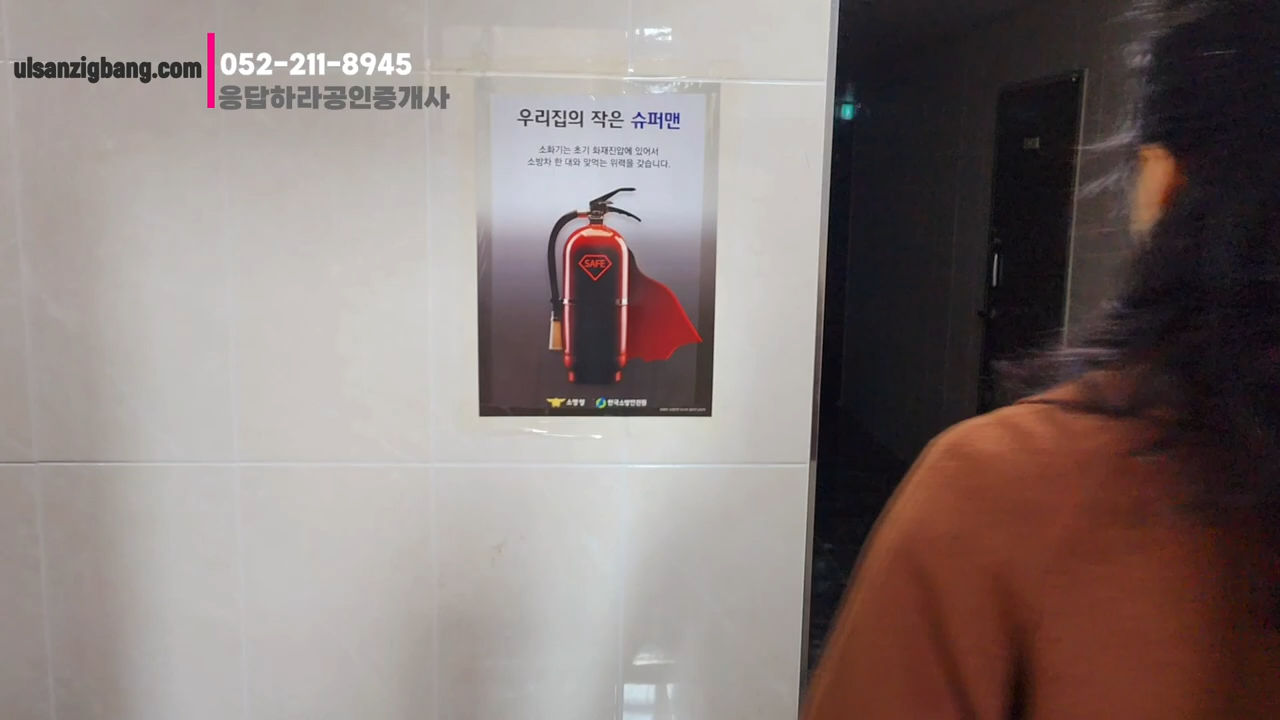 ulsanzigbang.com
052-211-8945
응답하라공인중개사
우리집의 작은 슈퍼맨
소화기는 초기 화재진압에 있어서
소방차 한 대와 맞먹는 위력을 갖습니다.
SAFE
소방청 한국소방안전원